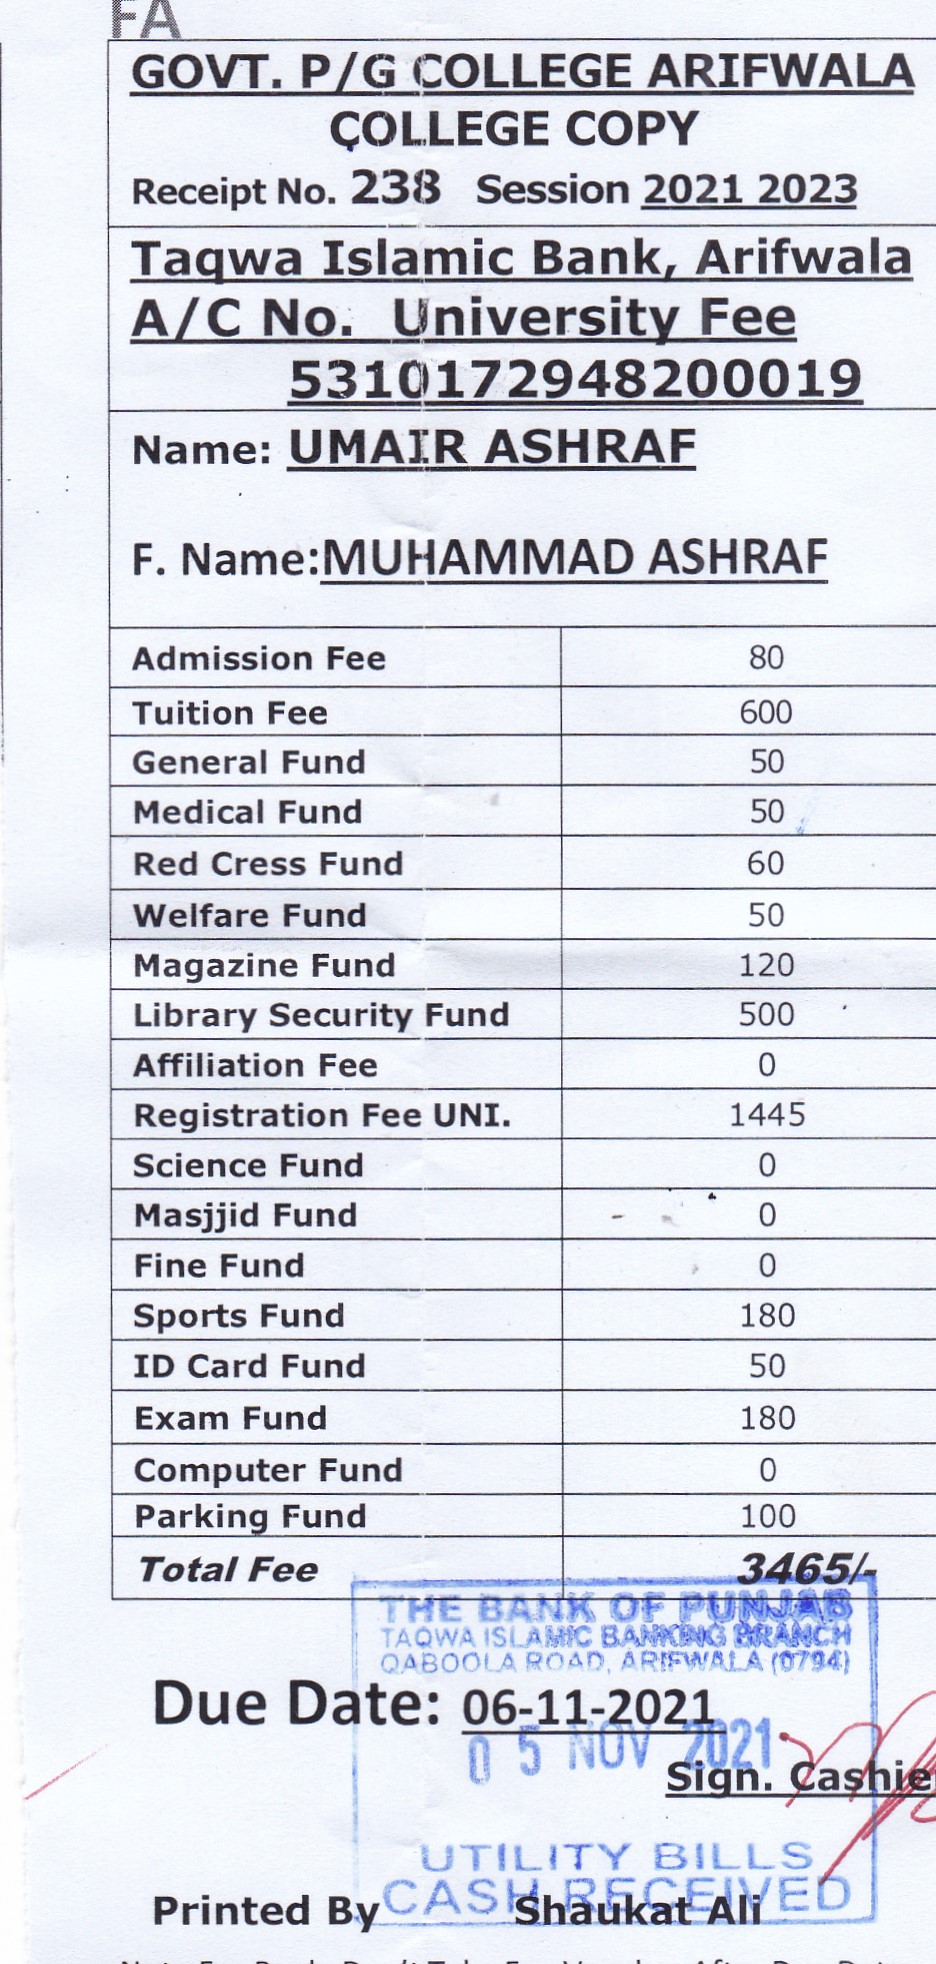 FA
GOVT. P/G COLLEGE ARIFWALA
COLLEGE COPY
Receipt No. 238 Session 2021 2023
Taqwa Islamic Bank, Arifwala
A/C No. University Fee
5310172948200019
Name: UMAIR ASHRAF
F. Name:MUHAMMAD ASHRAF
Admission Fee 80
Tuition Fee 600
General Fund 50
Medical Fund 50
Red Cress Fund 60
Welfare Fund 50
Magazine Fund 120
Library Security Fund 500
Affiliation Fee 0
Registration Fee UNI. 1445
Science Fund 0
Masjjid Fund 0
Fine Fund 0
Sports Fund 180
ID Card Fund 50
Exam Fund 180
Computer Fund 0
Parking Fund 100
Total Fee 3465/-
THE BANK OF PUNJAB
TAQWA ISLAMIC BANKING BRANCH
QABOOLA ROAD, ARIFWALA (0794)
Due Date: 06-11-2021
05 NOV 2021
Sign. Cashie
UTILITY BILLS
CASH RECEIVED
Printed By Shaukat Ali